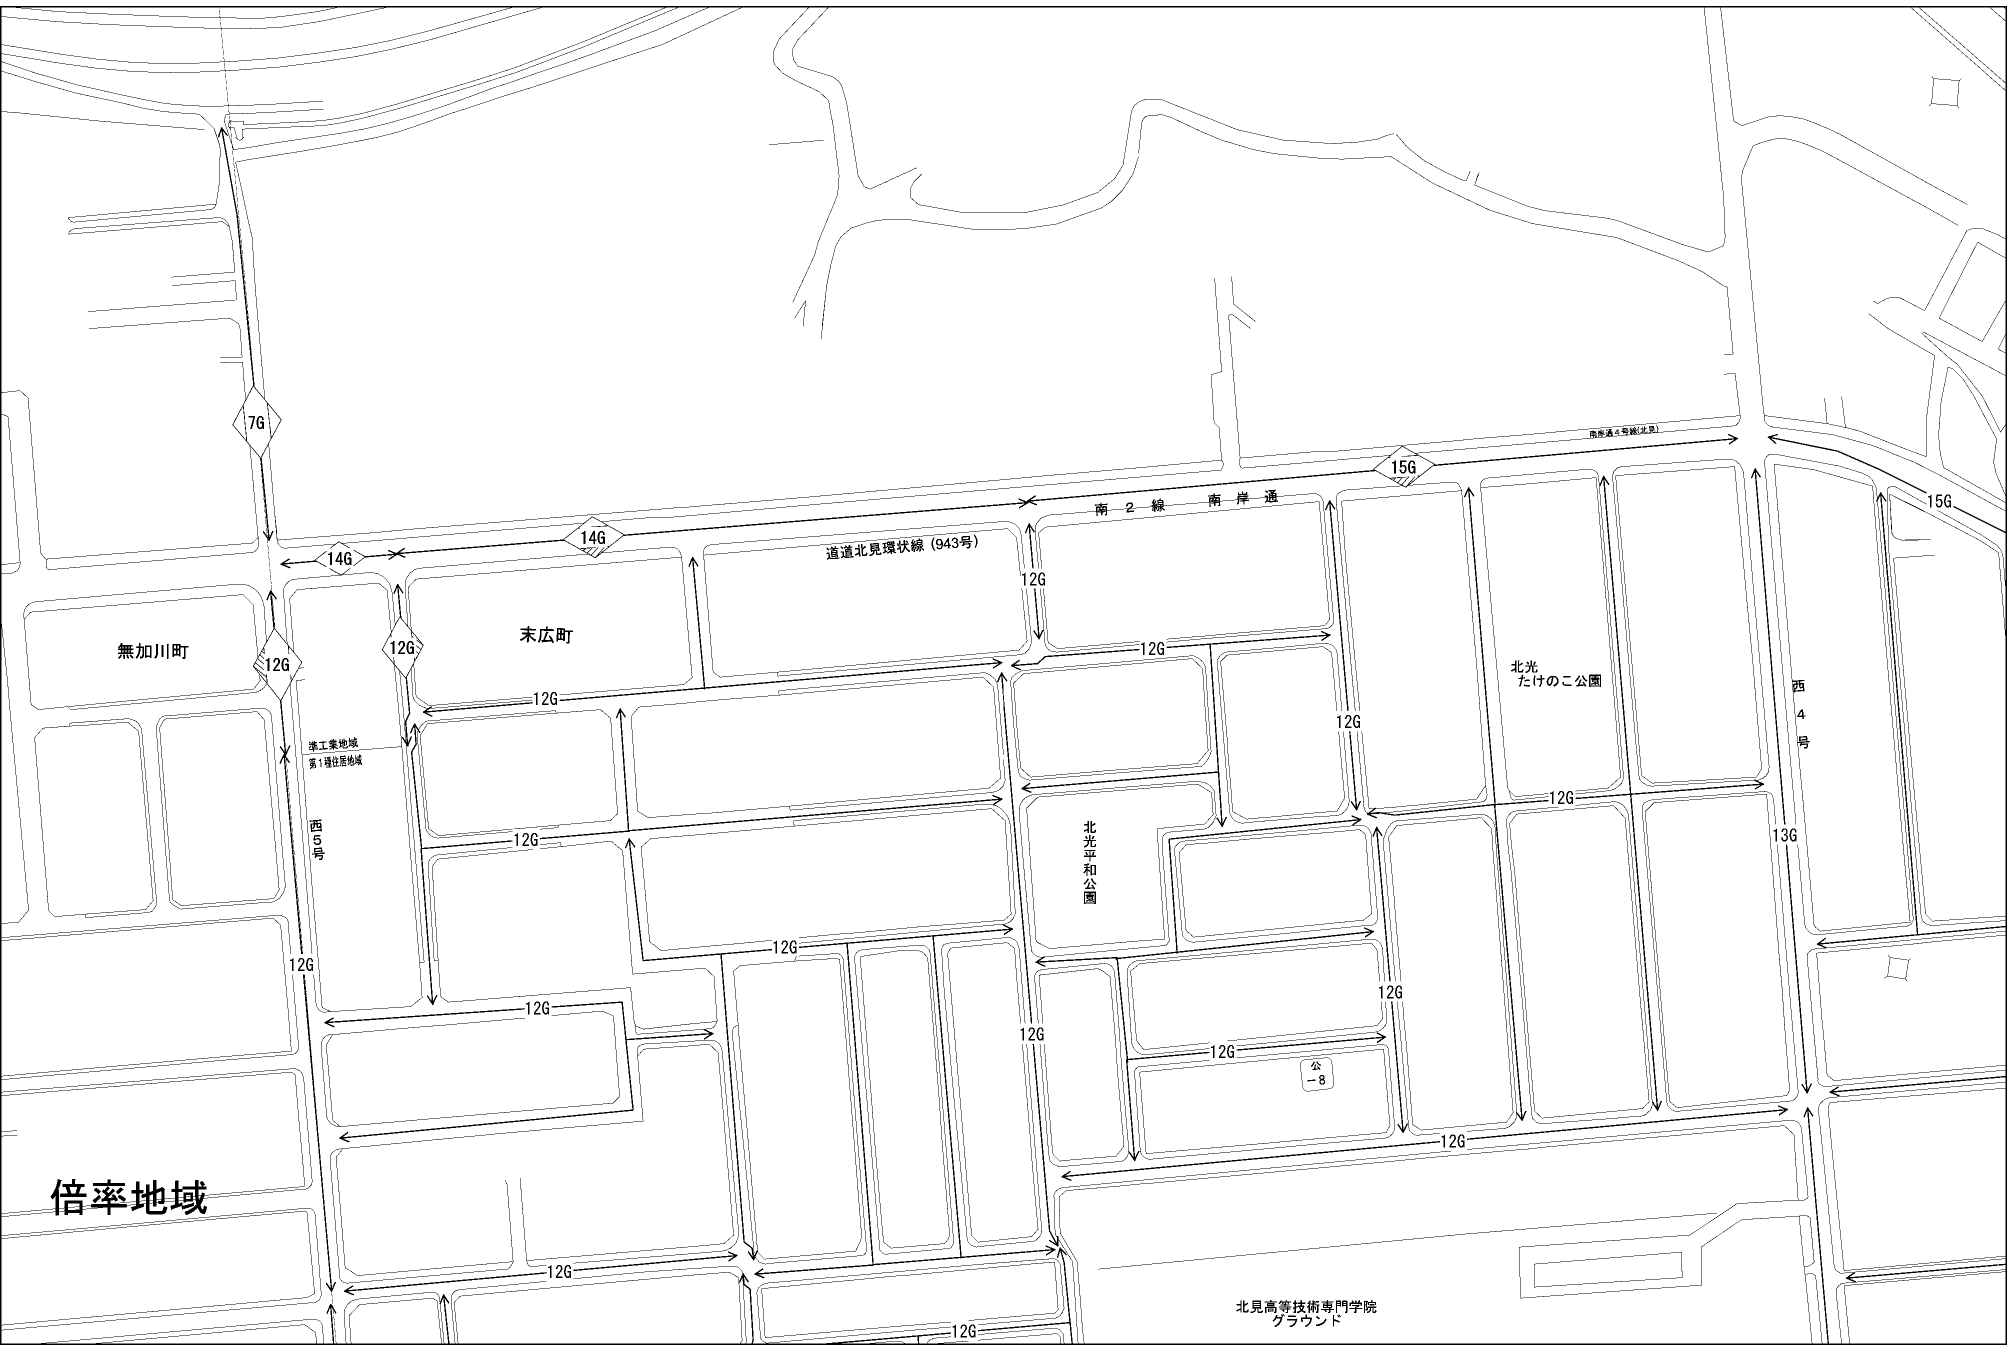 南岸通4号線(北見)
7G
15G
15G
南2線 南岸通
14G
道道北見環状線 (943号)
14G
12G
末広町
無加川町
12G
12G
12G
12G
北光
たけのこ公園
西4号
12G
12G
準工業地域
第1種住居地域
12G
西5号
12G
北光平和公園
13G
12G
12G
12G
12G
12G
12G
12G
公
-8
12G
倍率地域
12G
北見高等技術専門学院
グラウンド
12G